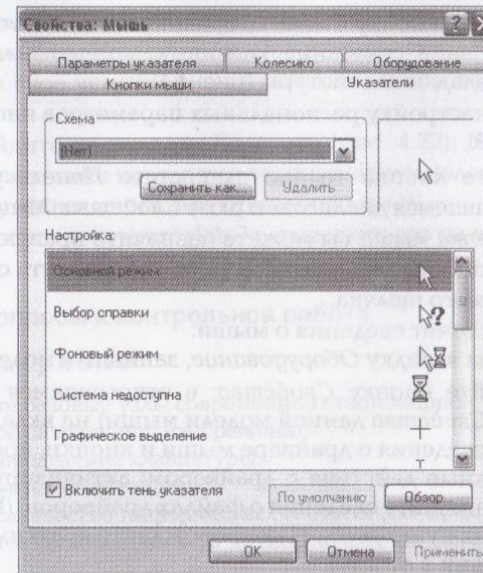 Свойства: Мышь
Параметры указателя Колесико Оборудование
Кнопки мыши Указатели
Схема
(Нет)
Сохранить как... Удалить
Настройка:
Основной режим
Выбор справки
Фоновый режим
Система недоступна
Графическое выделение
Включить тень указателя По умолчанию Обзор...
ОК Отмена Применить